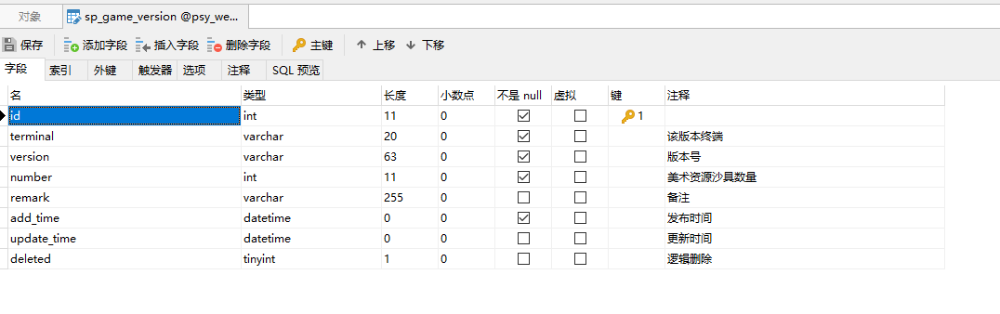 对象 sp_game_version @psy_we...
保存 添加字段 插入字段 删除字段 主键 上移 下移
字段 索引 外键 触发器 选项 注释 SQL 预览
名 类型 长度 小数点 不是 null 虚拟 键 注释
id int 11 0 1
terminal varchar 20 0 该版本终端
version varchar 63 0 版本号
number int 11 0 美术资源沙具数量
remark varchar 255 0 备注
add_time datetime 0 0 发布时间
update_time datetime 0 0 更新时间
deleted tinyint 1 0 逻辑删除